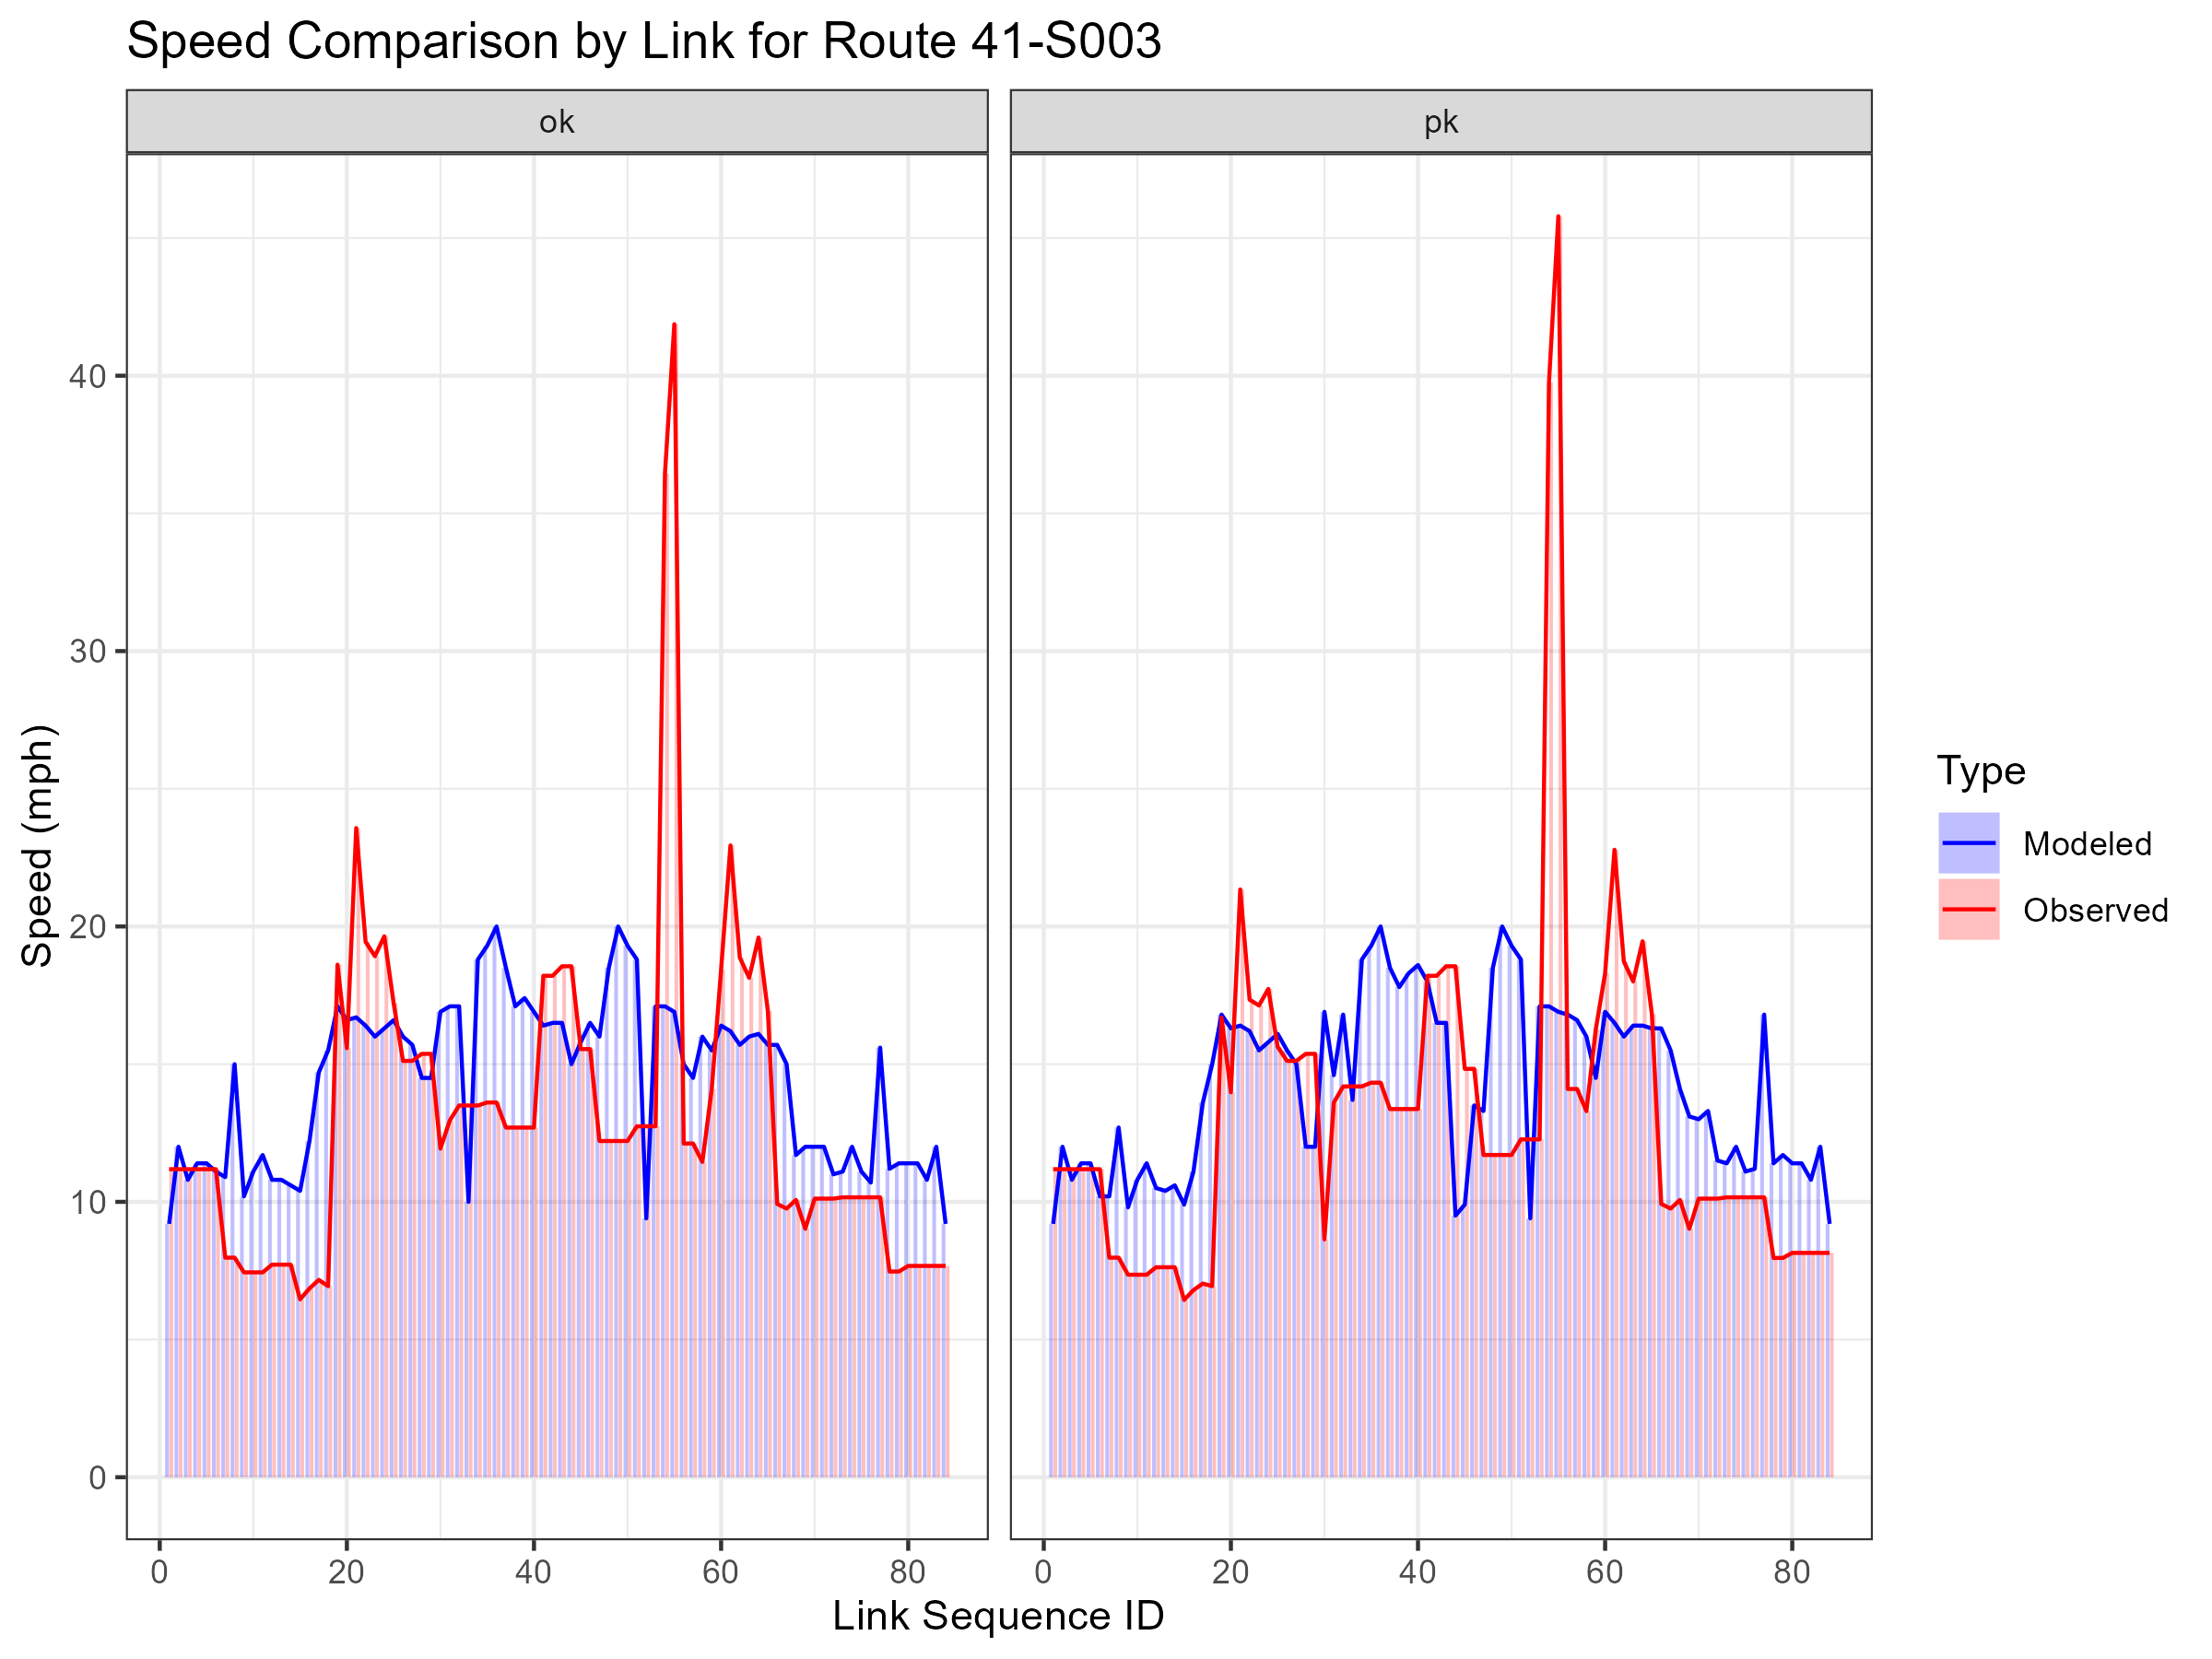 Speed Comparison by Link for Route 41-S003
ok
pk
40
30
20
10
0
Speed (mph)
0 20 40 60 80
0 20 40 60 80
Link Sequence ID
Type
Modeled
Observed